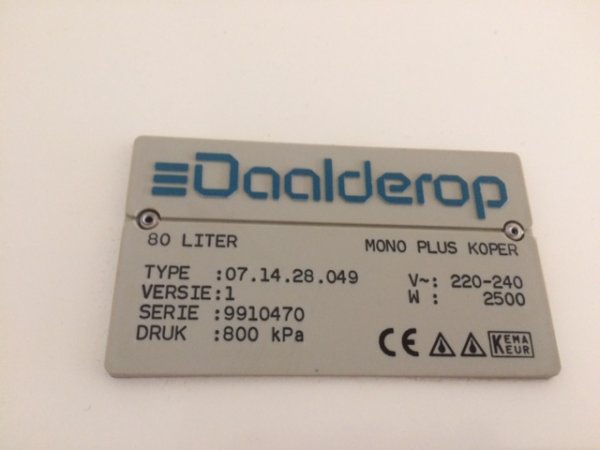 Daalderop
80 LITER MONO PLUS KOPER
TYPE :07.14.28.049 V~: 220-240
VERSIE:1 W : 2500
SERIE :9910470
DRUK :800 kPa CE KEMA KEUR